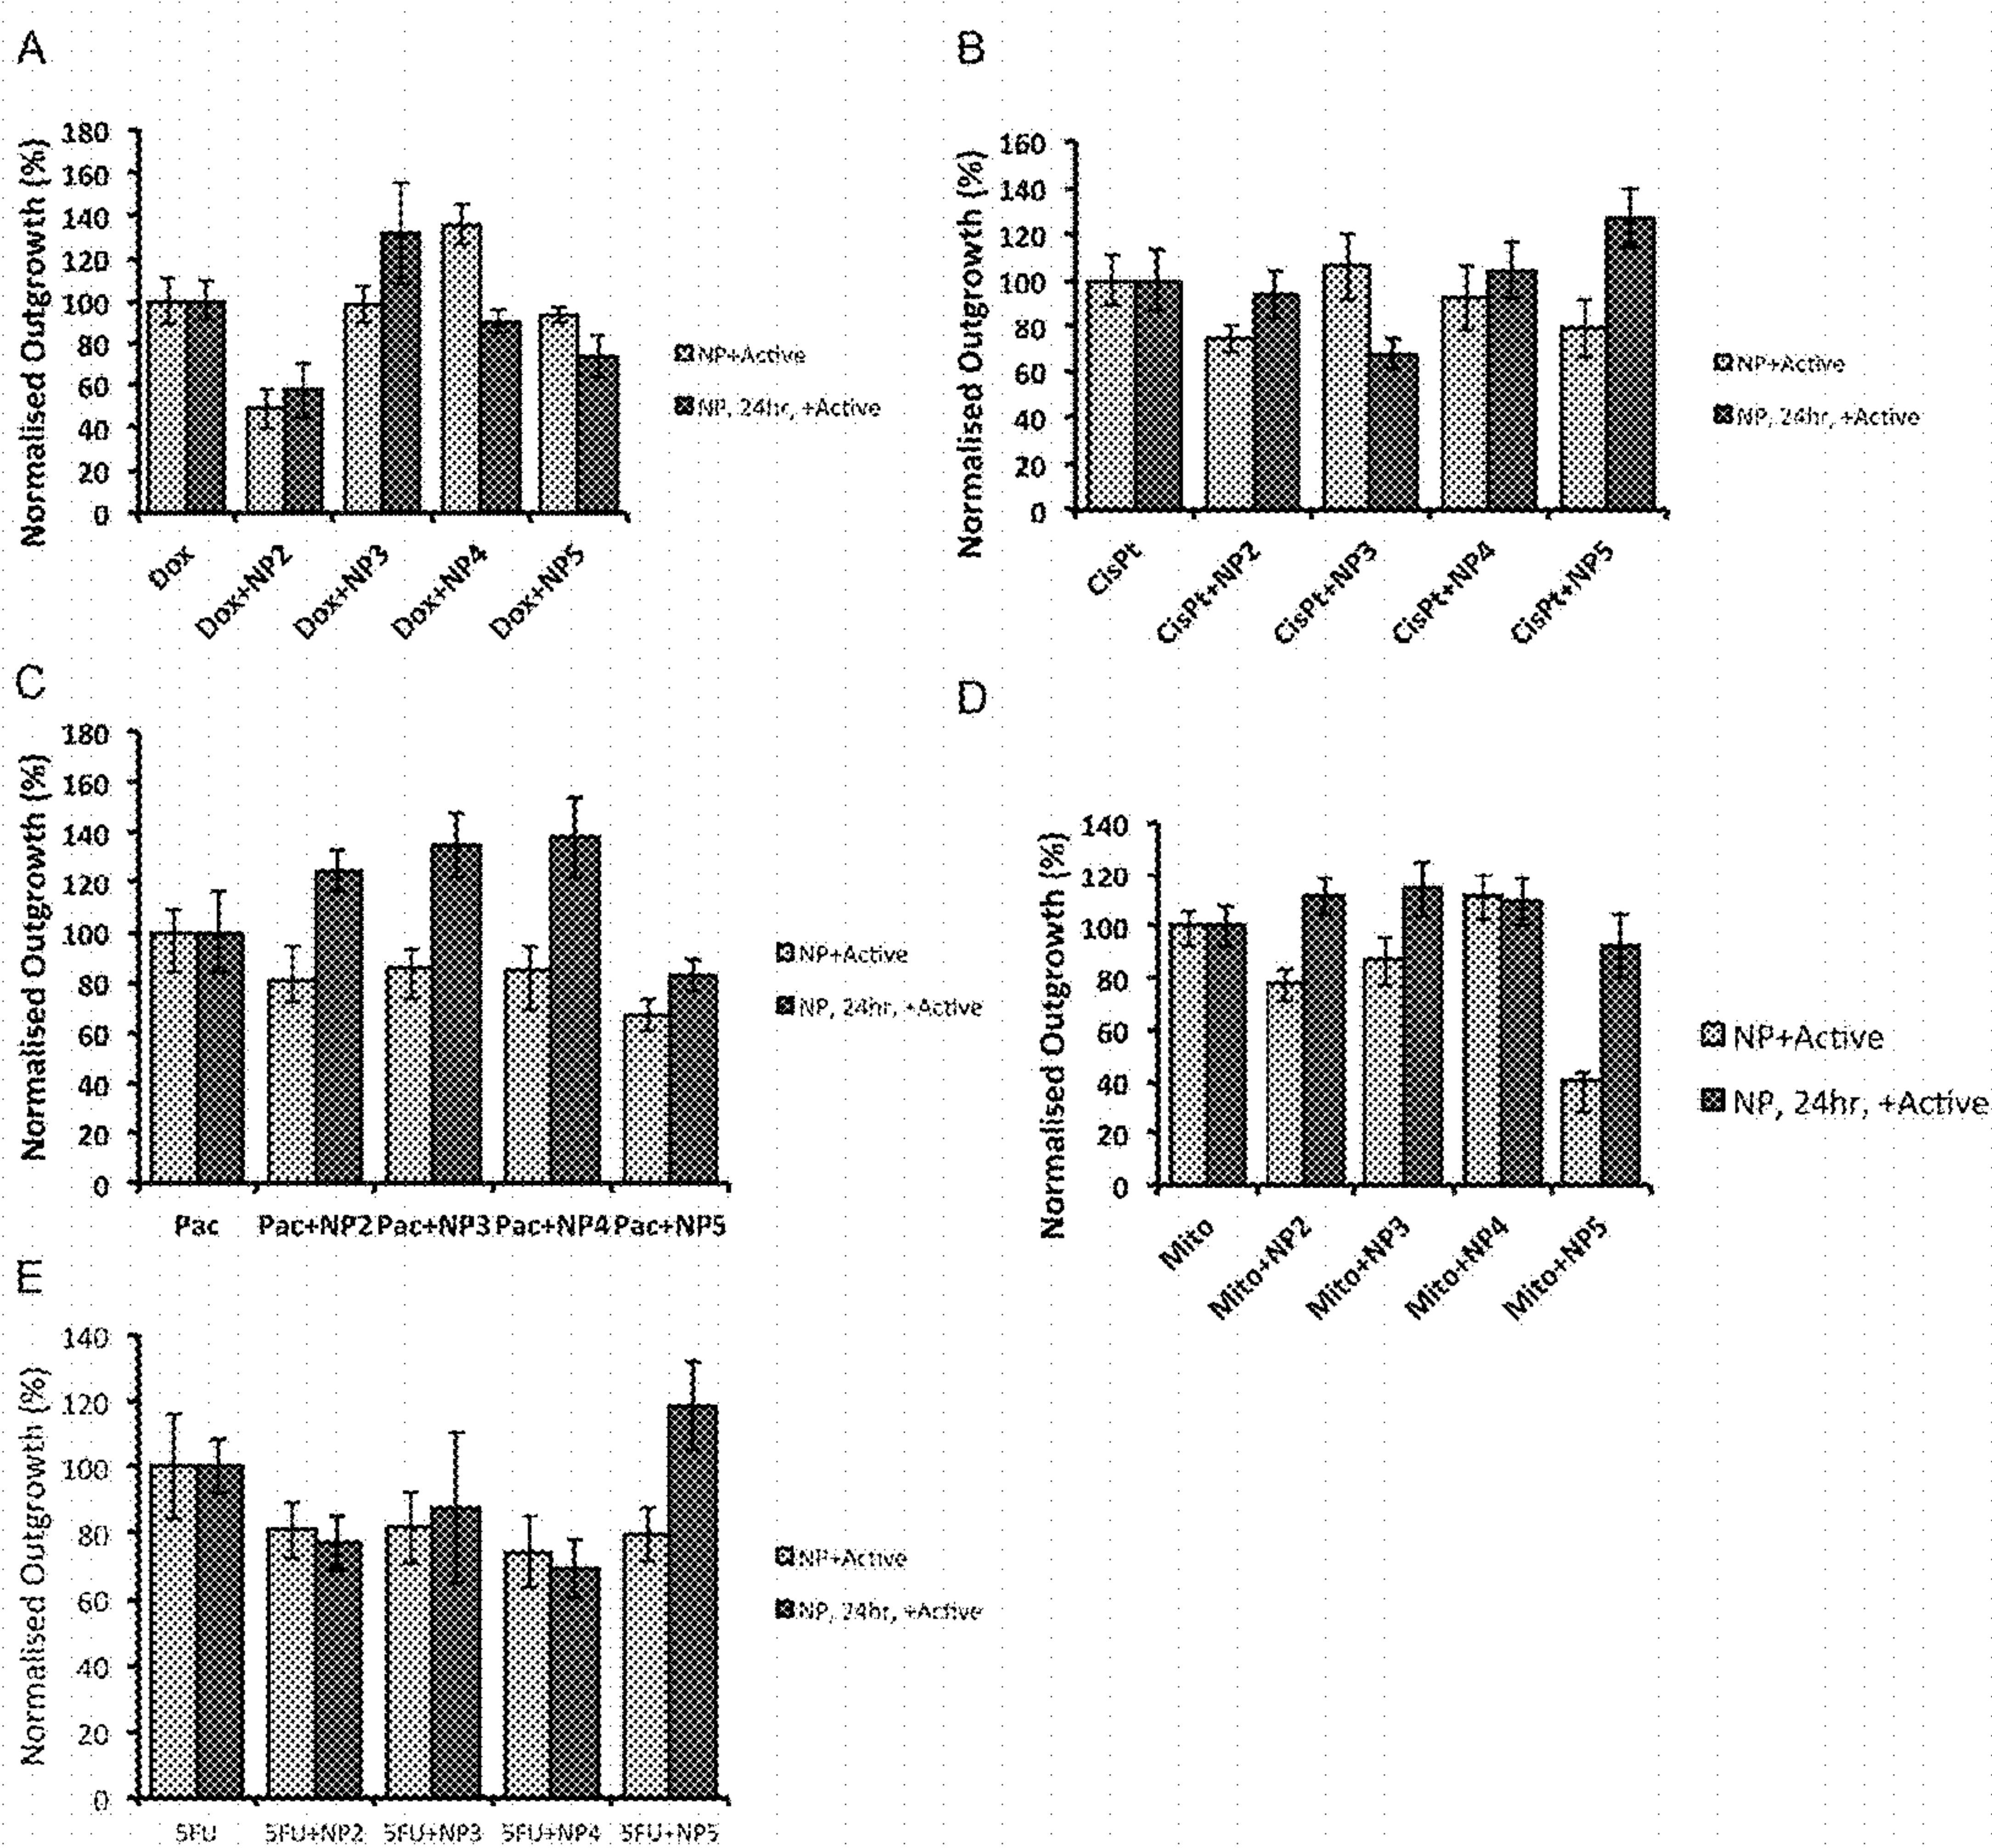 A
Normalised Outgrowth (%)
180
160
140
120
100
80
60
40
20
0
Dox
Dox+NP2
Dox+NP3
Dox+NP4
Dox+NP5
NP+Active
NP, 24hr, +Active
B
Normalised Outgrowth (%)
160
140
120
100
80
60
40
20
0
CisPt
CisPt+NP2
CisPt+NP3
CisPt+NP4
CisPt+NP5
NP+Active
NP, 24hr, +Active
C
Normalised Outgrowth (%)
180
160
140
120
100
80
60
40
20
0
Pac Pac+NP2 Pac+NP3 Pac+NP4 Pac+NP5
NP+Active
NP, 24hr, +Active
D
Normalised Outgrowth (%)
140
120
100
80
60
40
20
0
Mito
Mito+NP2
Mito+NP3
Mito+NP4
Mito+NP5
NP+Active
NP, 24hr, +Active
E
Normalised Outgrowth (%)
140
120
100
80
60
40
20
0
5FU 5FU+NP2 5FU+NP3 5FU+NP4 5FU+NP5
NP+Active
NP, 24hr, +Active